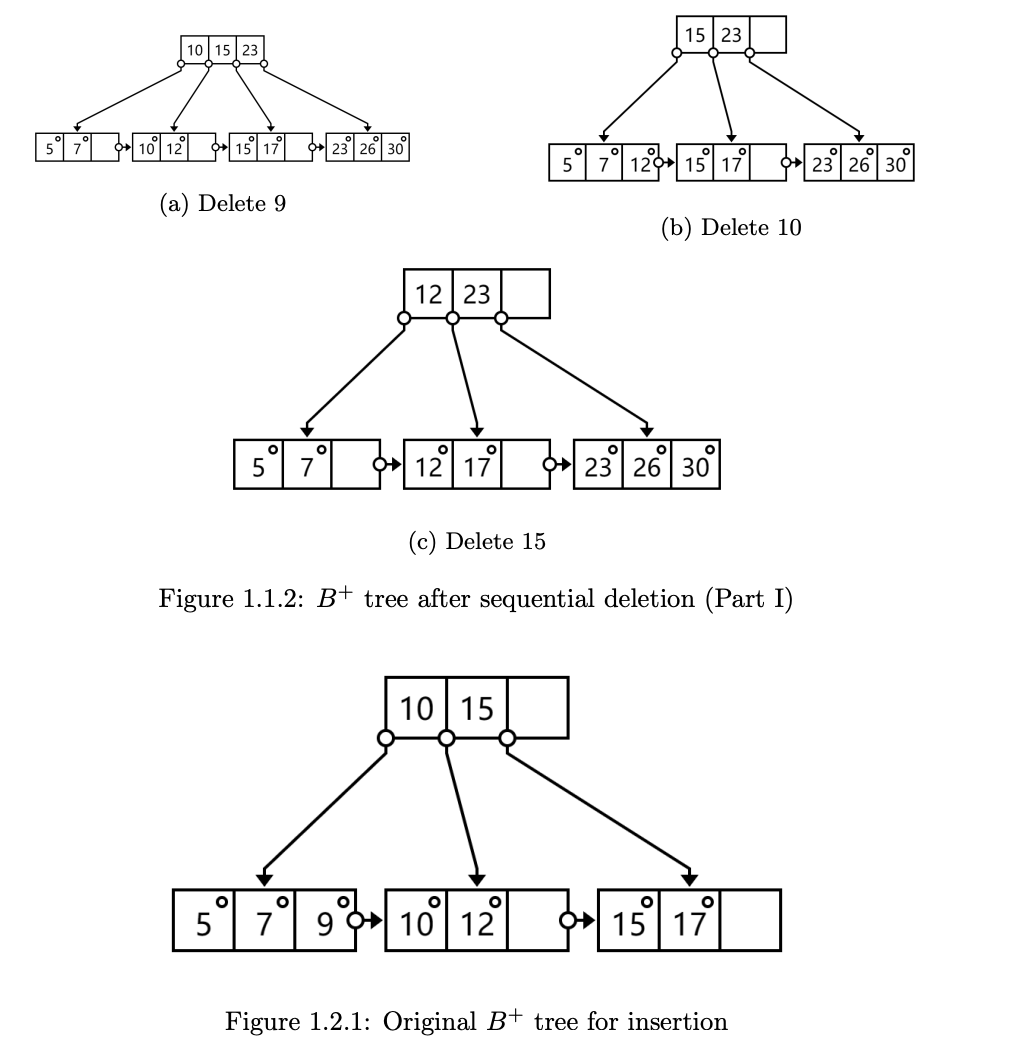 10 15 23
5 7 10 12 15 17 23 26 30
(a) Delete 9
15 23
5 7 12 15 17 23 26 30
(b) Delete 10
12 23
5 7 12 17 23 26 30
(c) Delete 15
Figure 1.1.2: B+ tree after sequential deletion (Part I)
10 15
5 7 9 10 12 15 17
Figure 1.2.1: Original B+ tree for insertion